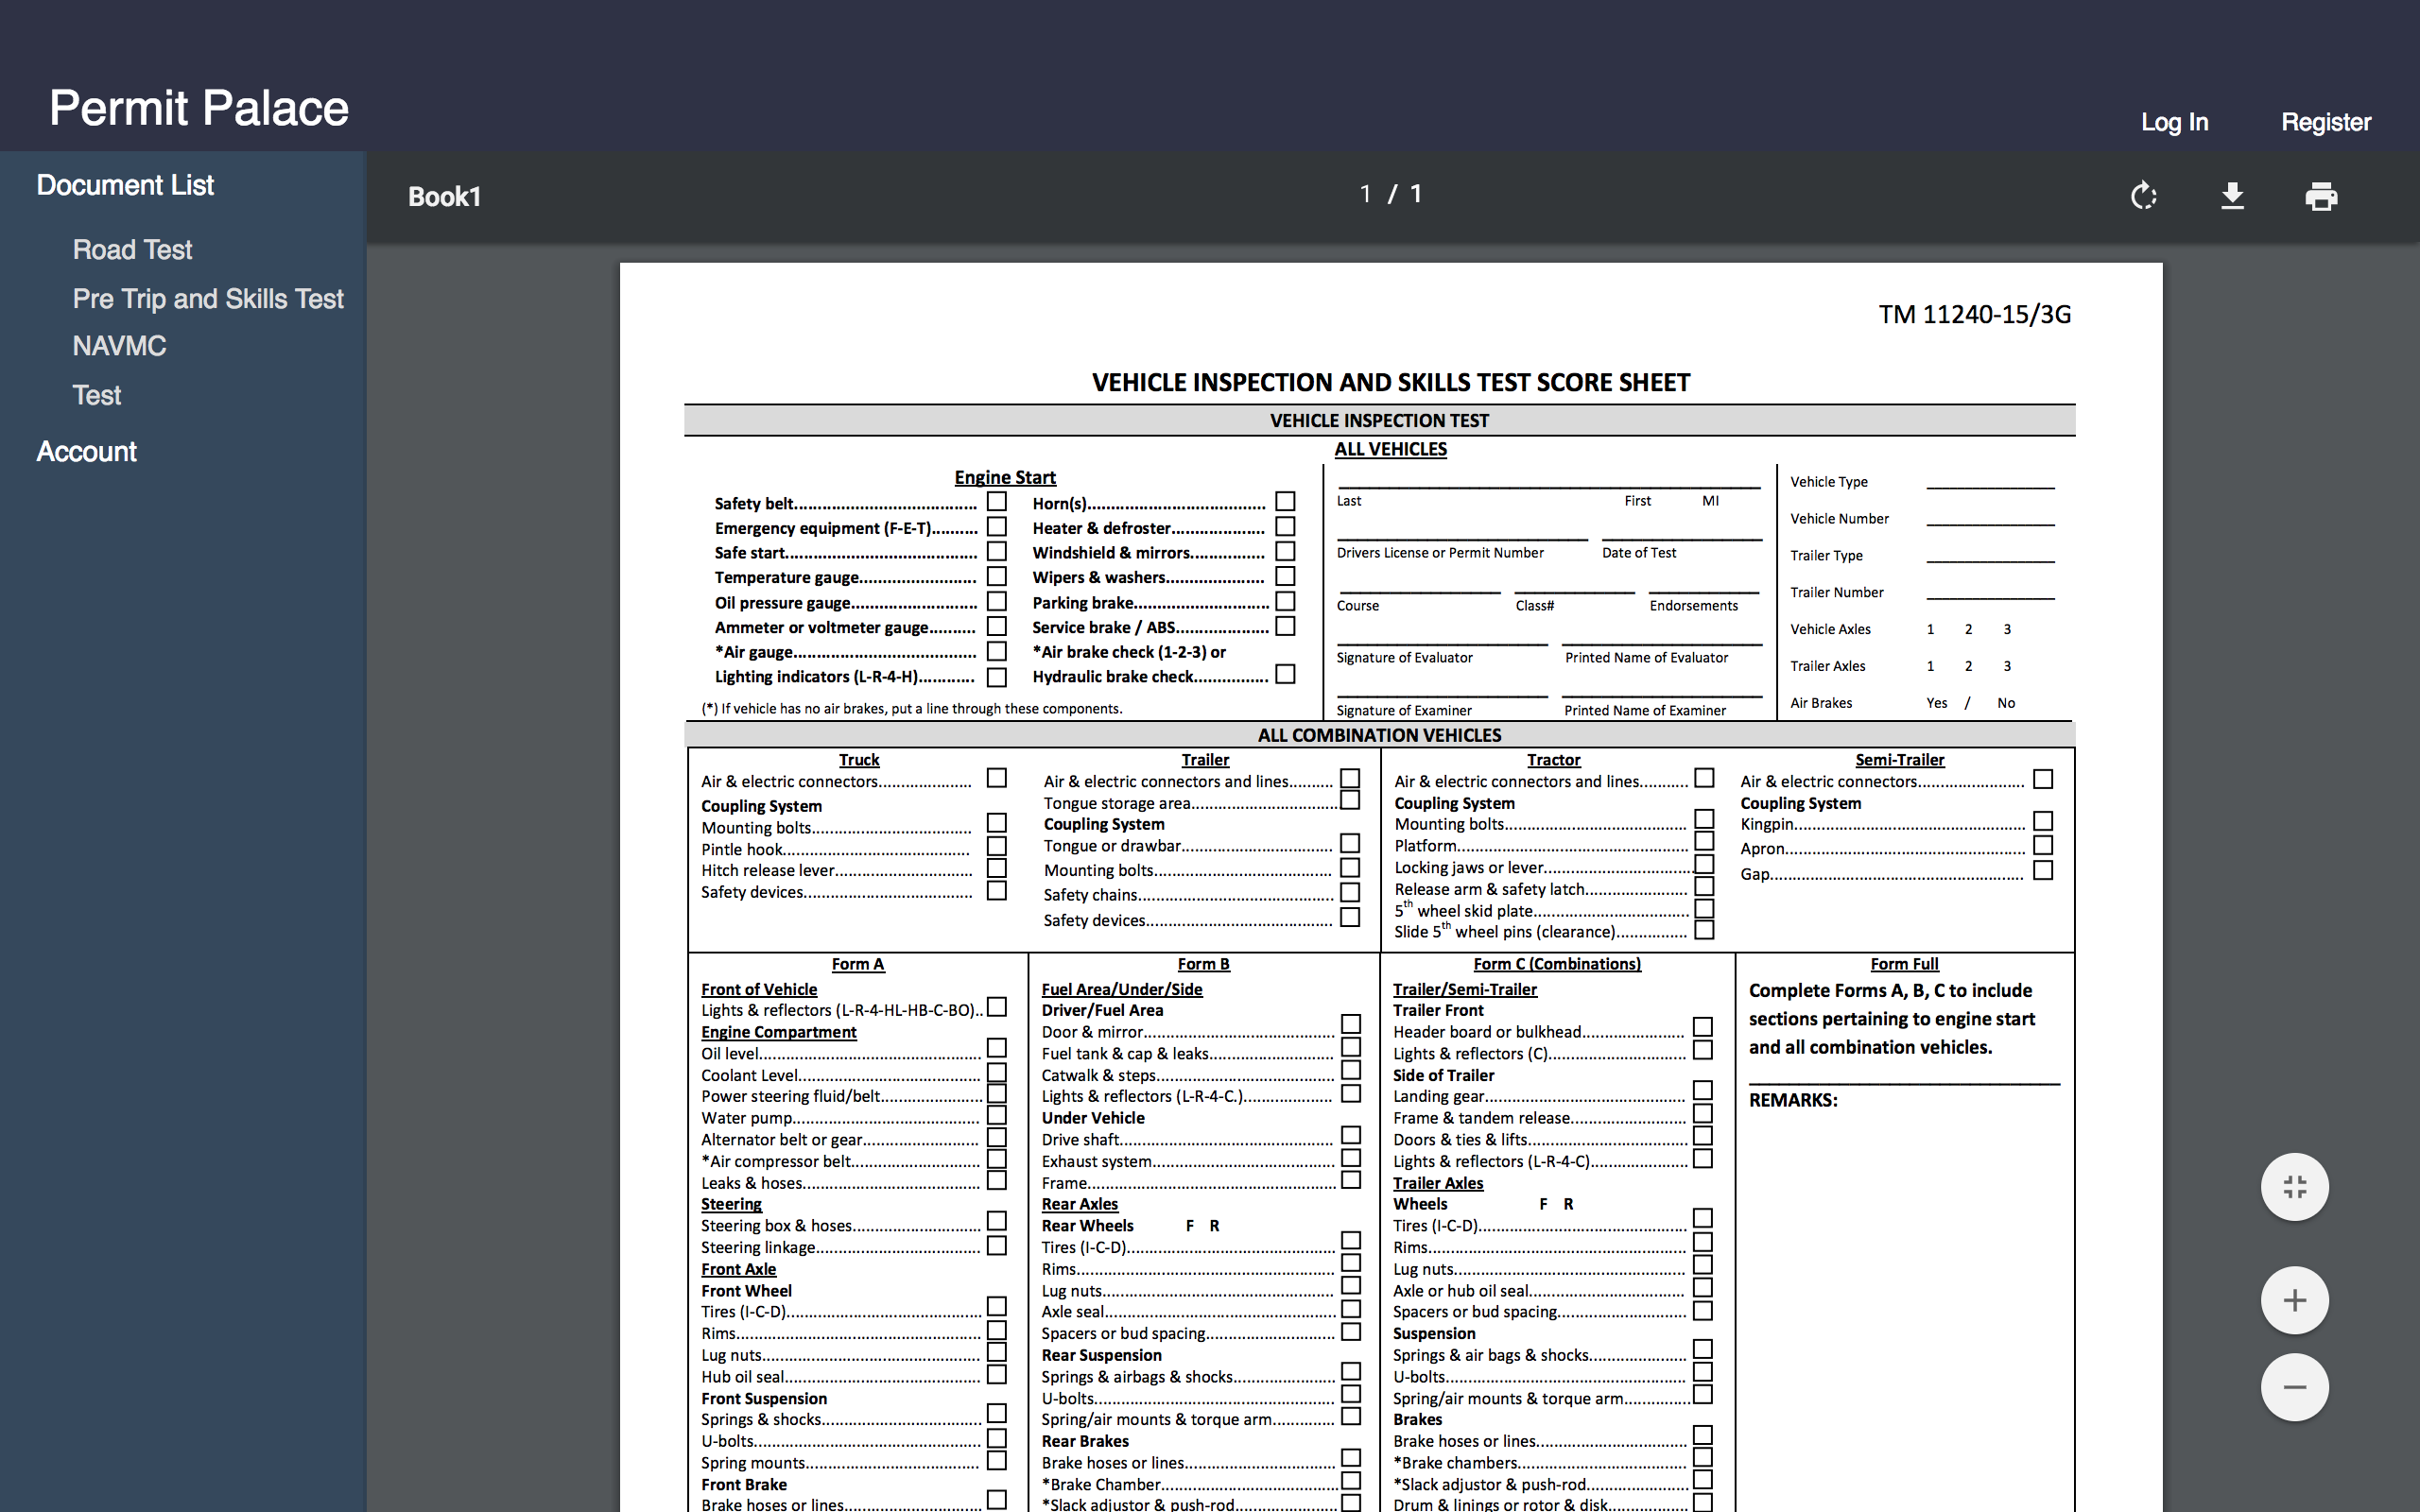 Permit Palace
Log In
Register
Document List
Road Test
Pre Trip and Skills Test
NAVMC
Test
Account
Book1
1 / 1
TM 11240-15/3G
VEHICLE INSPECTION AND SKILLS TEST SCORE SHEET
VEHICLE INSPECTION TEST
ALL VEHICLES
Engine Start
Safety belt
Emergency equipment (F-E-T)
Safe start
Temperature gauge
Oil pressure gauge
Ammeter or voltmeter gauge
*Air gauge
Lighting indicators (L-R-4-H)
Horn(s)
Heater & defroster
Windshield & mirrors
Wipers & washers
Parking brake
Service brake / ABS
*Air brake check (1-2-3) or
Hydraulic brake check
(*) If vehicle has no air brakes, put a line through these components.
Last First MI
Drivers License or Permit Number Date of Test
Course Class# Endorsements
Signature of Evaluator Printed Name of Evaluator
Signature of Examiner Printed Name of Examiner
Vehicle Type
Vehicle Number
Trailer Type
Trailer Number
Vehicle Axles 1 2 3
Trailer Axles 1 2 3
Air Brakes Yes / No
ALL COMBINATION VEHICLES
Truck
Air & electric connectors
Coupling System
Mounting bolts
Pintle hook
Hitch release lever
Safety devices
Trailer
Air & electric connectors and lines
Tongue storage area
Coupling System
Tongue or drawbar
Mounting bolts
Safety chains
Safety devices
Tractor
Air & electric connectors and lines
Coupling System
Mounting bolts
Platform
Locking jaws or lever
Release arm & safety latch
5th wheel skid plate
Slide 5th wheel pins (clearance)
Semi-Trailer
Air & electric connectors
Coupling System
Kingpin
Apron
Gap
Form A
Front of Vehicle
Lights & reflectors (L-R-4-HL-HB-C-BO)
Engine Compartment
Oil level
Coolant Level
Power steering fluid/belt
Water pump
Alternator belt or gear
*Air compressor belt
Leaks & hoses
Steering
Steering box & hoses
Steering linkage
Front Axle
Front Wheel
Tires (I-C-D)
Rims
Lug nuts
Hub oil seal
Front Suspension
Springs & shocks
U-bolts
Spring mounts
Front Brake
Brake hoses or lines
Form B
Fuel Area/Under/Side
Driver/Fuel Area
Door & mirror
Fuel tank & cap & leaks
Catwalk & steps
Lights & reflectors (L-R-4-C.)
Under Vehicle
Drive shaft
Exhaust system
Frame
Rear Axles
Rear Wheels F R
Tires (I-C-D)
Rims
Lug nuts
Axle seal
Spacers or bud spacing
Rear Suspension
Springs & airbags & shocks
U-bolts
Spring/air mounts & torque arm
Rear Brakes
Brake hoses or lines
*Brake Chamber
*Slack adjustor & push-rod
Form C (Combinations)
Trailer/Semi-Trailer
Trailer Front
Header board or bulkhead
Lights & reflectors (C)
Side of Trailer
Landing gear
Frame & tandem release
Doors & ties & lifts
Lights & reflectors (L-R-4-C)
Trailer Axles
Wheels F R
Tires (I-C-D)
Rims
Lug nuts
Axle or hub oil seal
Spacers or bud spacing
Suspension
Springs & air bags & shocks
U-bolts
Spring/air mounts & torque arm
Brakes
Brake hoses or lines
*Brake chambers
*Slack adjustor & push-rod
Drum & linings or rotor & disk
Form Full
Complete Forms A, B, C to include
sections pertaining to engine start
and all combination vehicles.
REMARKS: